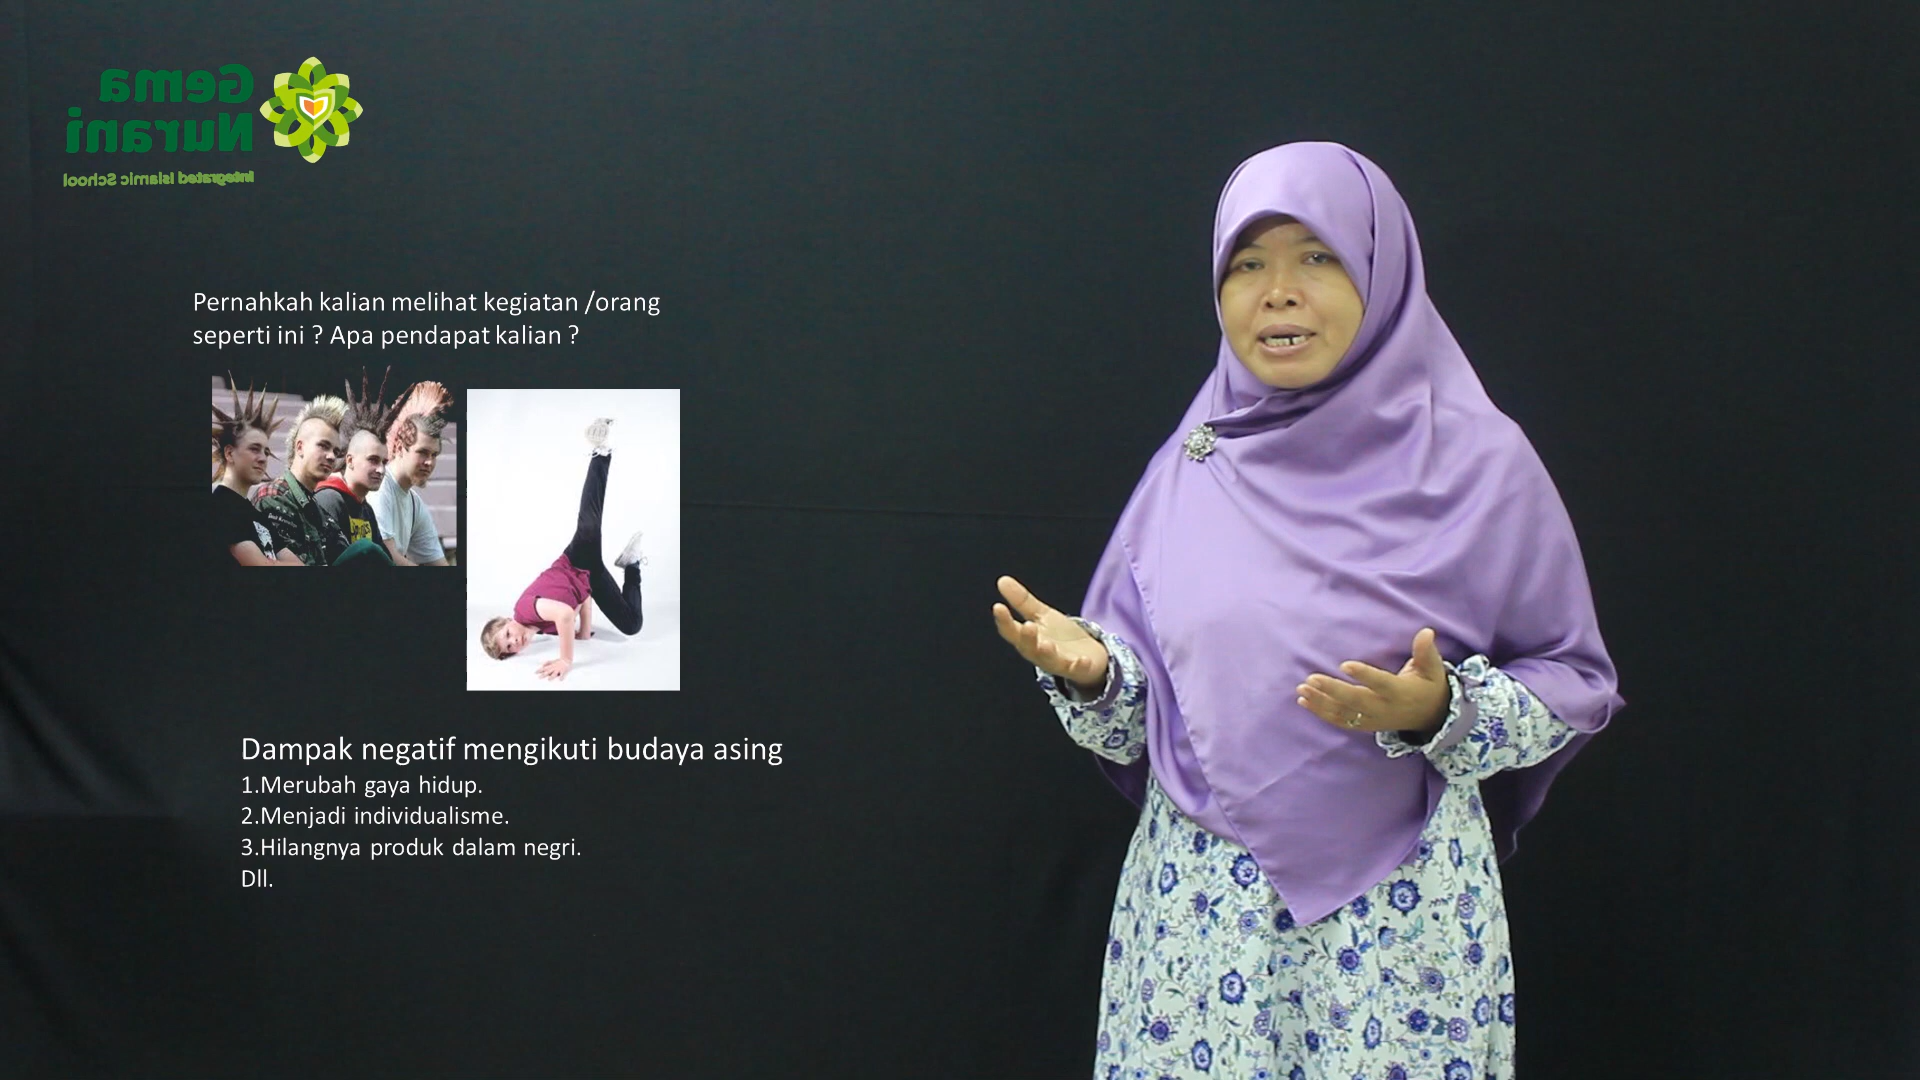 Gema
Nurani
Integrated Islamic School
Pernahkah kalian melihat kegiatan /orang
seperti ini ? Apa pendapat kalian ?
Dampak negatif mengikuti budaya asing
1.Merubah gaya hidup.
2.Menjadi individualisme.
3.Hilangnya produk dalam negri.
Dll.